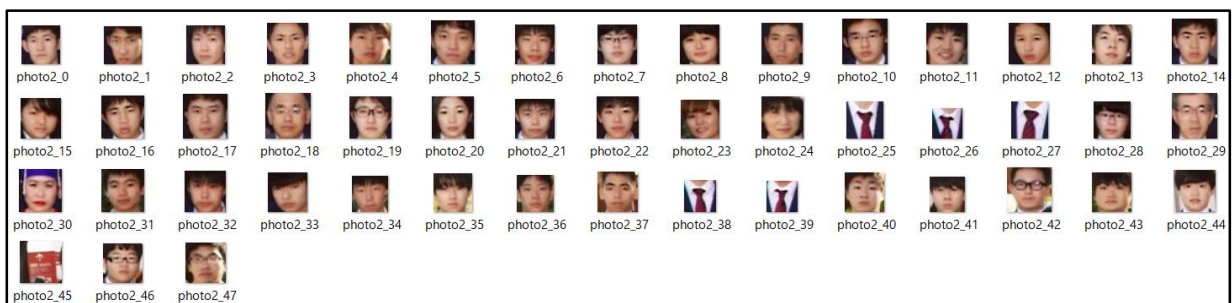 photo2_0 photo2_1 photo2_2 photo2_3 photo2_4 photo2_5 photo2_6 photo2_7 photo2_8 photo2_9 photo2_10 photo2_11 photo2_12 photo2_13 photo2_14
photo2_15 photo2_16 photo2_17 photo2_18 photo2_19 photo2_20 photo2_21 photo2_22 photo2_23 photo2_24 photo2_25 photo2_26 photo2_27 photo2_28 photo2_29
photo2_30 photo2_31 photo2_32 photo2_33 photo2_34 photo2_35 photo2_36 photo2_37 photo2_38 photo2_39 photo2_40 photo2_41 photo2_42 photo2_43 photo2_44
photo2_45 photo2_46 photo2_47